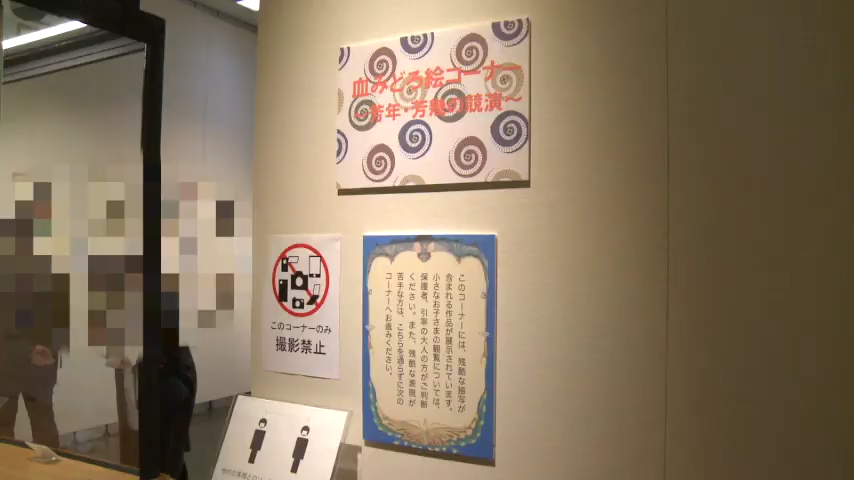 血みどろ絵コーナー
～芳年・芳幾の競演～
このコーナーのみ
撮影禁止
このコーナーには、残酷な描写が
含まれる作品が展示されています。
小さなお子さまの観覧については、
保護者、引率の大人の方がご判断
ください。また、残酷な表現が
苦手な方は、こちらを通らずに次の
コーナーへお進みください。